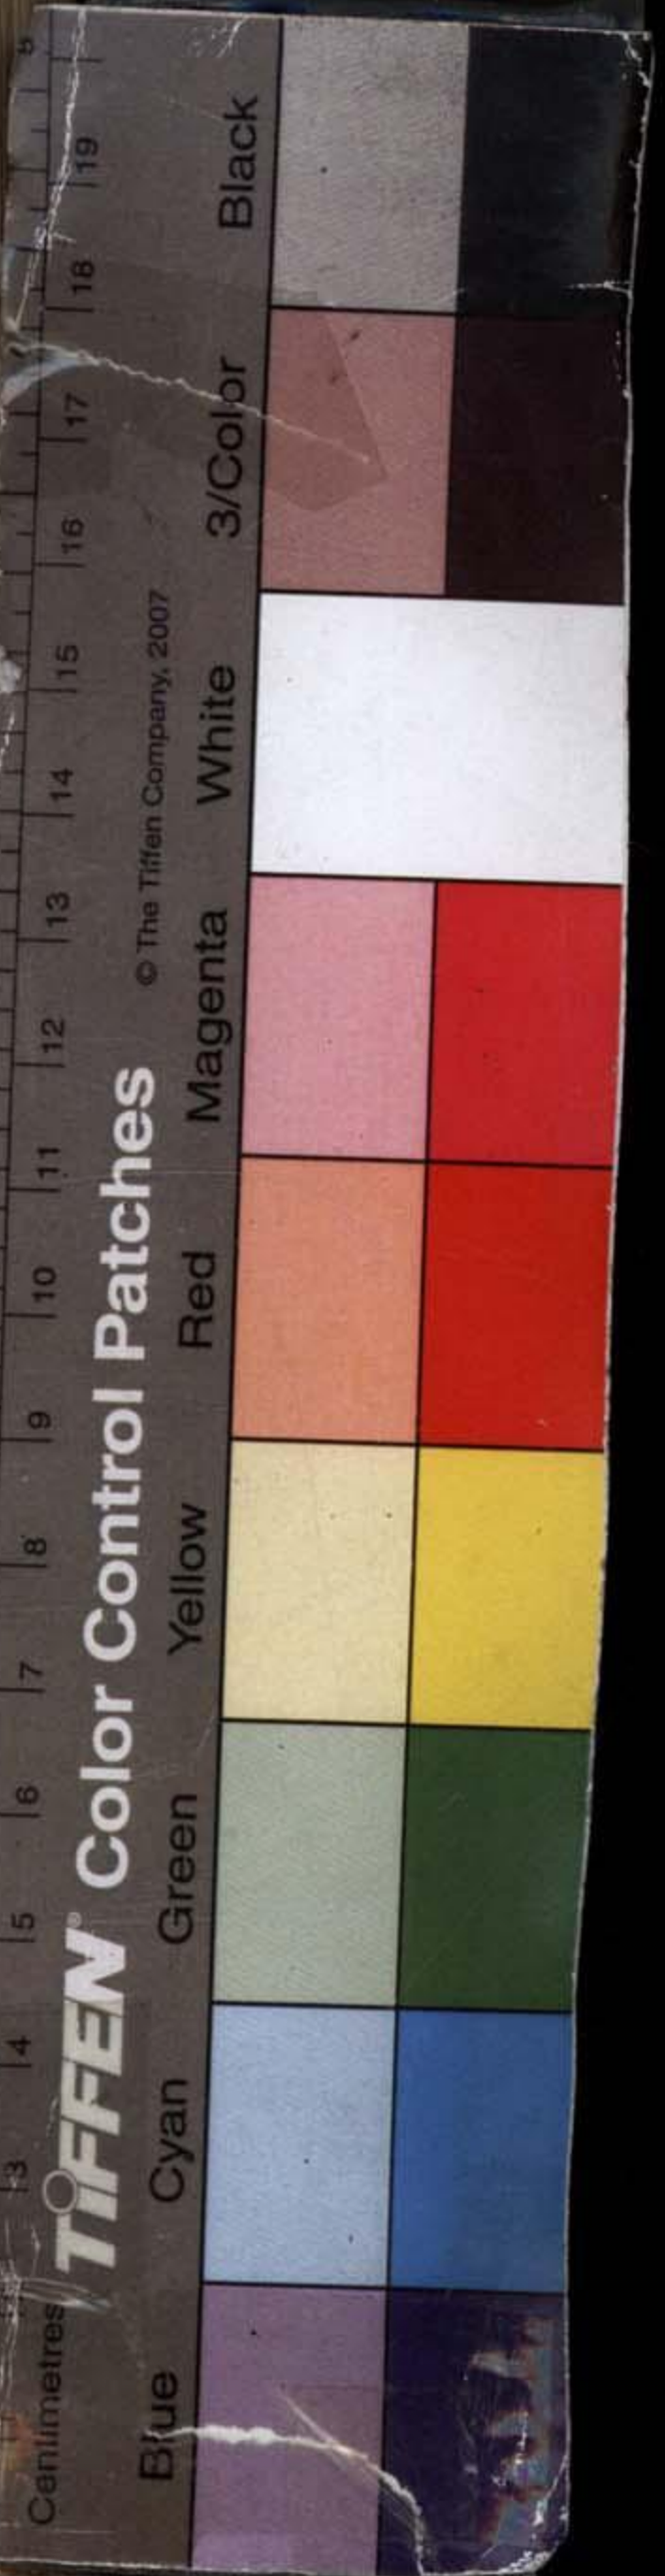 Centimetres
3 4 5 6 7 8 9 10 11 12 13 14 15 16 17 18 19
TIFFEN® Color Control Patches
© The Tiffen Company, 2007
Blue Cyan Green Yellow Red Magenta White 3/Color Black